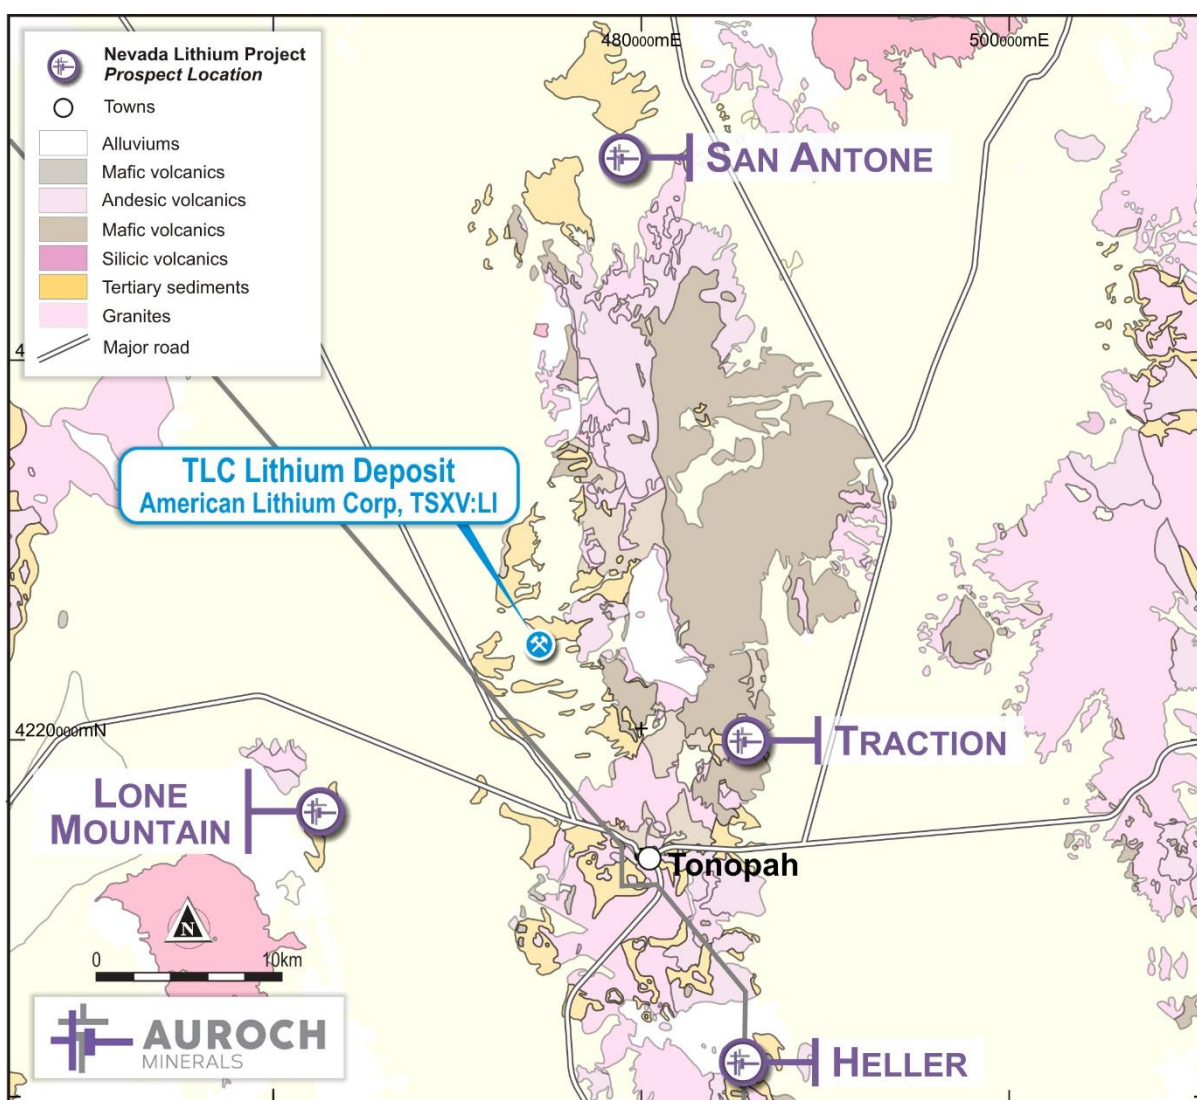 480000mE
500000mE
Nevada Lithium Project
Prospect Location
Towns
Alluviums
Mafic volcanics
Andesic volcanics
Mafic volcanics
Silicic volcanics
Tertiary sediments
Granites
Major road
SAN ANTONE
4
TLC Lithium Deposit
American Lithium Corp, TSXV:LI
4220000mN
TRACTION
LONE
MOUNTAIN
Tonopah
N
0
10km
AUROCH
MINERALS
HELLER